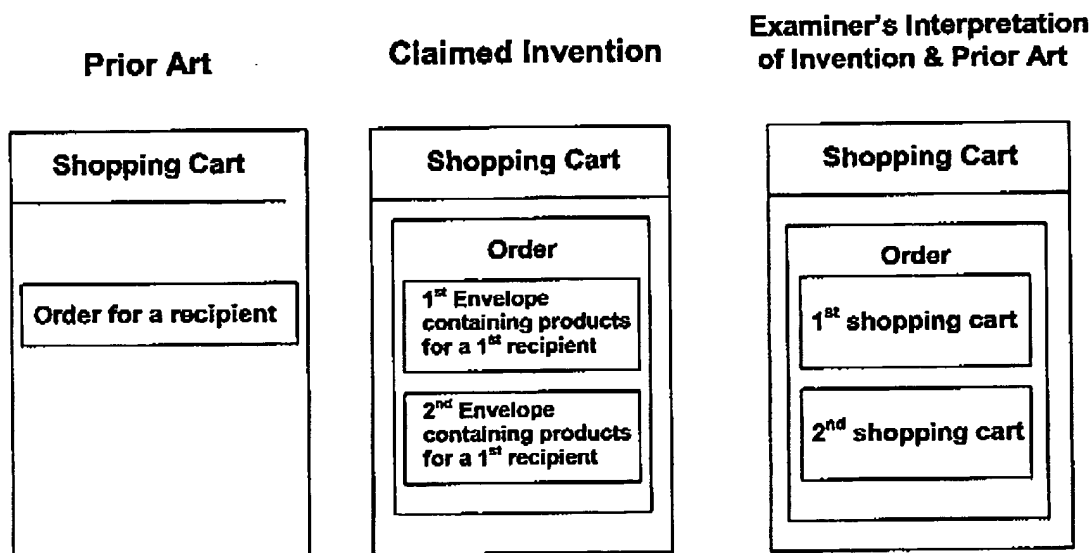 Prior Art
Shopping Cart
Order for a recipient
Claimed Invention
Shopping Cart
Order
1st Envelope
containing products
for a 1st recipient
2nd Envelope
containing products
for a 1st recipient
Examiner's Interpretation
of Invention & Prior Art
Shopping Cart
Order
1st shopping cart
2nd shopping cart